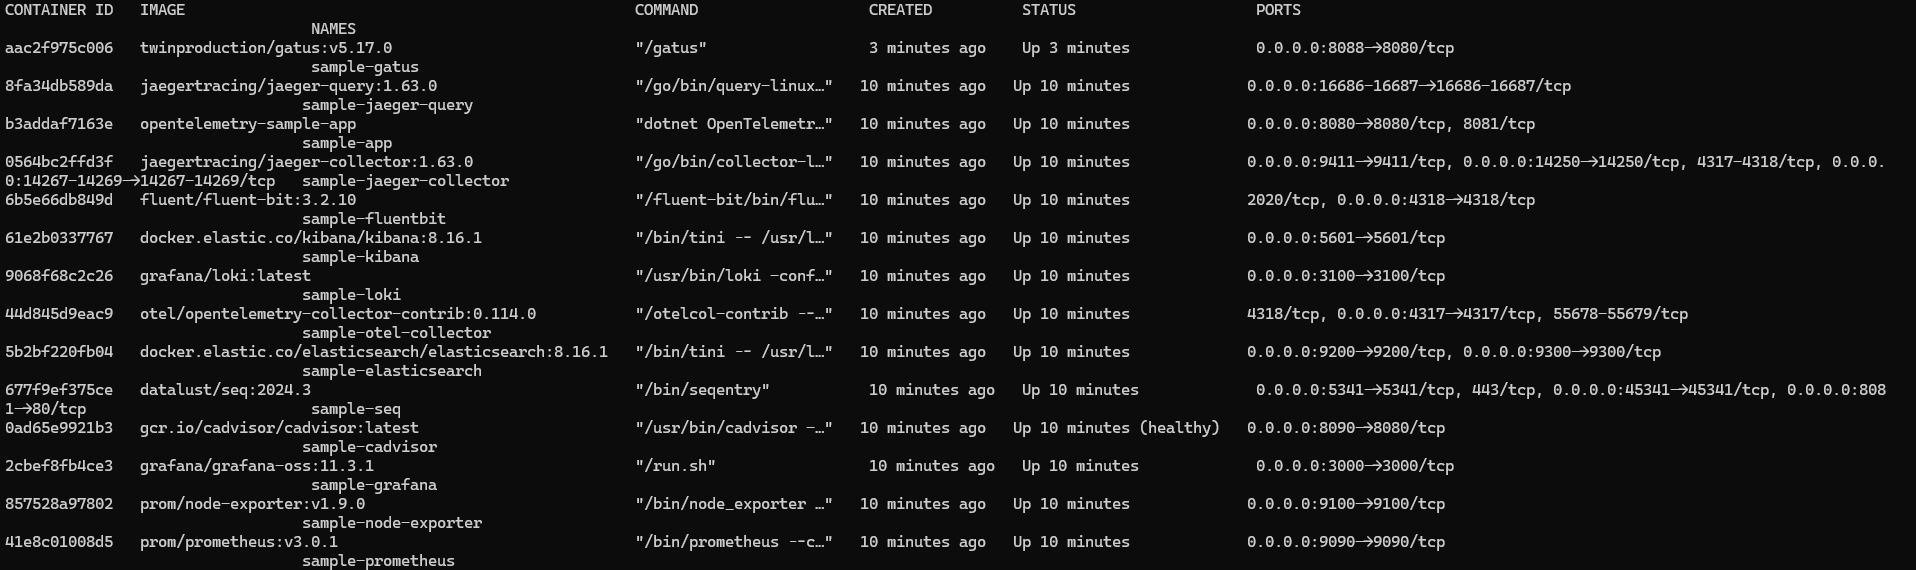 CONTAINER ID   IMAGE                                                  COMMAND                   CREATED          STATUS                    PORTS
                                  NAMES
aac2f975c006   twinproduction/gatus:v5.17.0                           "/gatus"                  3 minutes ago    Up 3 minutes              0.0.0.0:8088->8080/tcp
                                  sample-gatus
8fa34db589da   jaegertracing/jaeger-query:1.63.0                      "/go/bin/query-linux…"   10 minutes ago   Up 10 minutes             0.0.0.0:16686-16687->16686-16687/tcp
                                 sample-jaeger-query
b3addaf7163e   opentelemetry-sample-app                               "dotnet OpenTelemetr…"   10 minutes ago   Up 10 minutes             0.0.0.0:8080->8080/tcp, 8081/tcp
                                 sample-app
0564bc2ffd3f   jaegertracing/jaeger-collector:1.63.0                  "/go/bin/collector-l…"   10 minutes ago   Up 10 minutes             0.0.0.0:9411->9411/tcp, 0.0.0.0:14250->14250/tcp, 4317-4318/tcp, 0.0.0.
0:14267-14269->14267-14269/tcp   sample-jaeger-collector
6b5e66db849d   fluent/fluent-bit:3.2.10                               "/fluent-bit/bin/flu…"   10 minutes ago   Up 10 minutes             2020/tcp, 0.0.0.0:4318->4318/tcp
                                 sample-fluentbit
61e2b0337767   docker.elastic.co/kibana/kibana:8.16.1                 "/bin/tini -- /usr/l…"   10 minutes ago   Up 10 minutes             0.0.0.0:5601->5601/tcp
                                 sample-kibana
9068f68c2c26   grafana/loki:latest                                    "/usr/bin/loki -conf…"   10 minutes ago   Up 10 minutes             0.0.0.0:3100->3100/tcp
                                 sample-loki
44d845d9eac9   otel/opentelemetry-collector-contrib:0.114.0           "/otelcol-contrib --…"   10 minutes ago   Up 10 minutes             4318/tcp, 0.0.0.0:4317->4317/tcp, 55678-55679/tcp
                                 sample-otel-collector
5b2bf220fb04   docker.elastic.co/elasticsearch/elasticsearch:8.16.1   "/bin/tini -- /usr/l…"   10 minutes ago   Up 10 minutes             0.0.0.0:9200->9200/tcp, 0.0.0.0:9300->9300/tcp
                                 sample-elasticsearch
677f9ef375ce   datalust/seq:2024.3                                    "/bin/seqentry"           10 minutes ago   Up 10 minutes             0.0.0.0:5341->5341/tcp, 443/tcp, 0.0.0.0:45341->45341/tcp, 0.0.0.0:808
1->80/tcp                         sample-seq
0ad65e9921b3   gcr.io/cadvisor/cadvisor:latest                        "/usr/bin/cadvisor -…"   10 minutes ago   Up 10 minutes (healthy)   0.0.0.0:8090->8080/tcp
                                 sample-cadvisor
2cbef8fb4ce3   grafana/grafana-oss:11.3.1                             "/run.sh"                 10 minutes ago   Up 10 minutes             0.0.0.0:3000->3000/tcp
                                  sample-grafana
857528a97802   prom/node-exporter:v1.9.0                              "/bin/node_exporter …"   10 minutes ago   Up 10 minutes             0.0.0.0:9100->9100/tcp
                                 sample-node-exporter
41e8c01008d5   prom/prometheus:v3.0.1                                 "/bin/prometheus --c…"   10 minutes ago   Up 10 minutes             0.0.0.0:9090->9090/tcp
                                 sample-prometheus